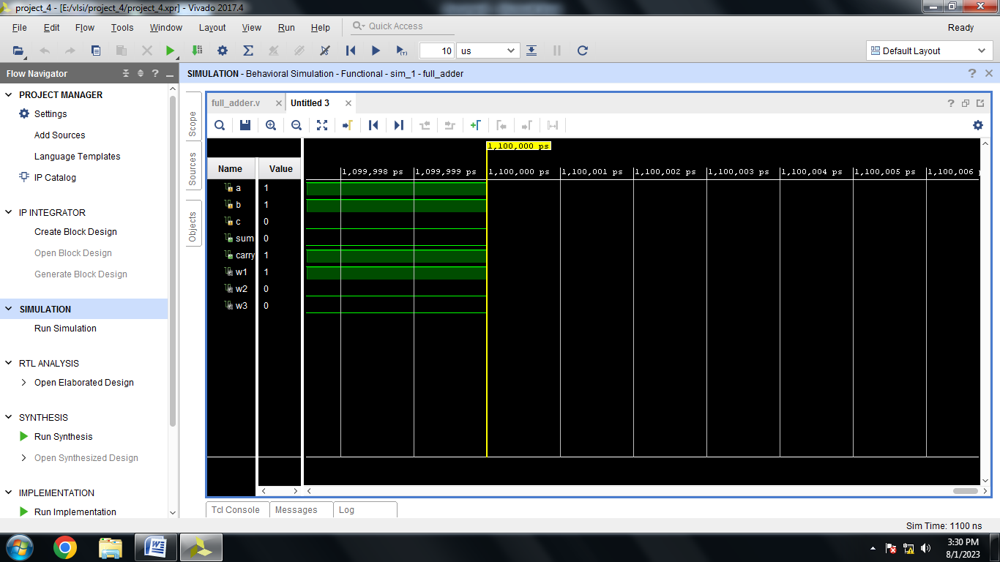 project_4 - [E:/vlsi/project_4/project_4.xpr] - Vivado 2017.4
File Edit Flow Tools Window Layout View Run Help Quick Access Ready
10 us Default Layout
Flow Navigator
SIMULATION - Behavioral Simulation - Functional - sim_1 - full_adder
PROJECT MANAGER
Settings
Add Sources
Language Templates
IP Catalog
IP INTEGRATOR
Create Block Design
Open Block Design
Generate Block Design
SIMULATION
Run Simulation
RTL ANALYSIS
Open Elaborated Design
SYNTHESIS
Run Synthesis
Open Synthesized Design
IMPLEMENTATION
Run Implementation
Scope
Sources
Objects
full_adder.v Untitled 3
1,100,000 ps
Name Value
1,099,998 ps 1,099,999 ps 1,100,000 ps 1,100,001 ps 1,100,002 ps 1,100,003 ps 1,100,004 ps 1,100,005 ps 1,100,006 p
a 1
b 1
c 0
sum 0
carry 1
w1 1
w2 0
w3 0
Tcl Console Messages Log
Sim Time: 1100 ns
3:30 PM
8/1/2023